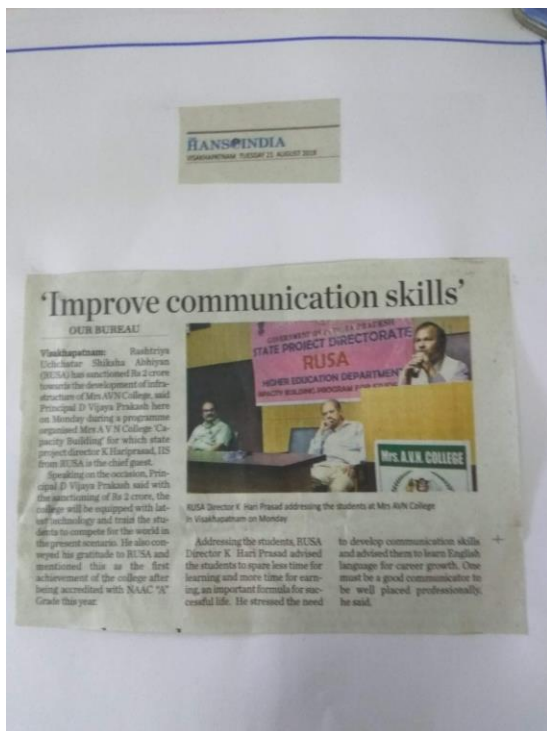 THE HANS INDIA
VISAKHAPATNAM TUESDAY 21 AUGUST 2018
'Improve communication skills'
OUR BUREAU
Visakhapatnam: Rashtriya
Uchchatar Shiksha Abhiyan
(RUSA) has sanctioned Rs 2 crore
towards the development of infra-
structure of Mrs AVN College, said
Principal D Vijaya Prakash here
on Monday during a programme
organised Mrs A V N College 'Ca-
pacity Building' for which state
project director K Hariprasad, IIS
from RUSA is the chief guest.
Speaking on the occasion, Prin-
cipal D Vijaya Prakash said with
the sanctioning of Rs 2 crore, the
college will be equipped with lat-
est technology and train the stu-
dents to compete for the world in
the present scenario. He also con-
veyed his gratitude to RUSA and
mentioned this as the first
achievement of the college after
being accredited with NAAC "A"
Grade this year.
GOVERNMENT OF ANDHRA PRADESH
STATE PROJECT DIRECTORATE
RUSA
HIGHER EDUCATION DEPARTMENT
CAPACITY BUILDING PROGRAM FOR
Mrs. A.V.N. COLLEGE
RUSA Director K Hari Prasad addressing the students at Mrs AVN College
in Visakhapatnam on Monday
Addressing the students, RUSA
Director K Hari Prasad advised
the students to spare less time for
learning and more time for earn-
ing, an important formula for suc-
cessful life. He stressed the need
to develop communication skills
and advised them to learn English
language for career growth. One
must be a good communicator to
be well placed professionally,
he said.